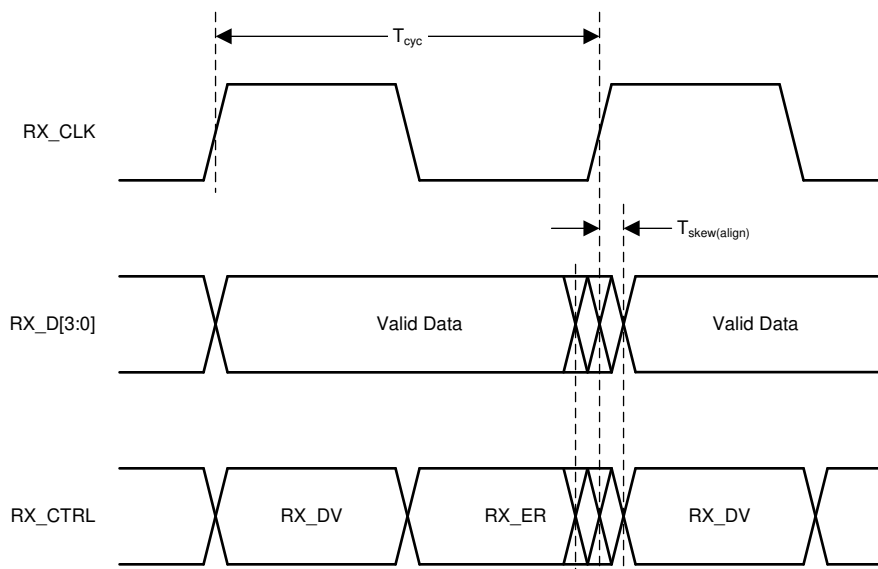 T_cyc
RX_CLK
T_skew(align)
RX_D[3:0] Valid Data Valid Data
RX_CTRL RX_DV RX_ER RX_DV